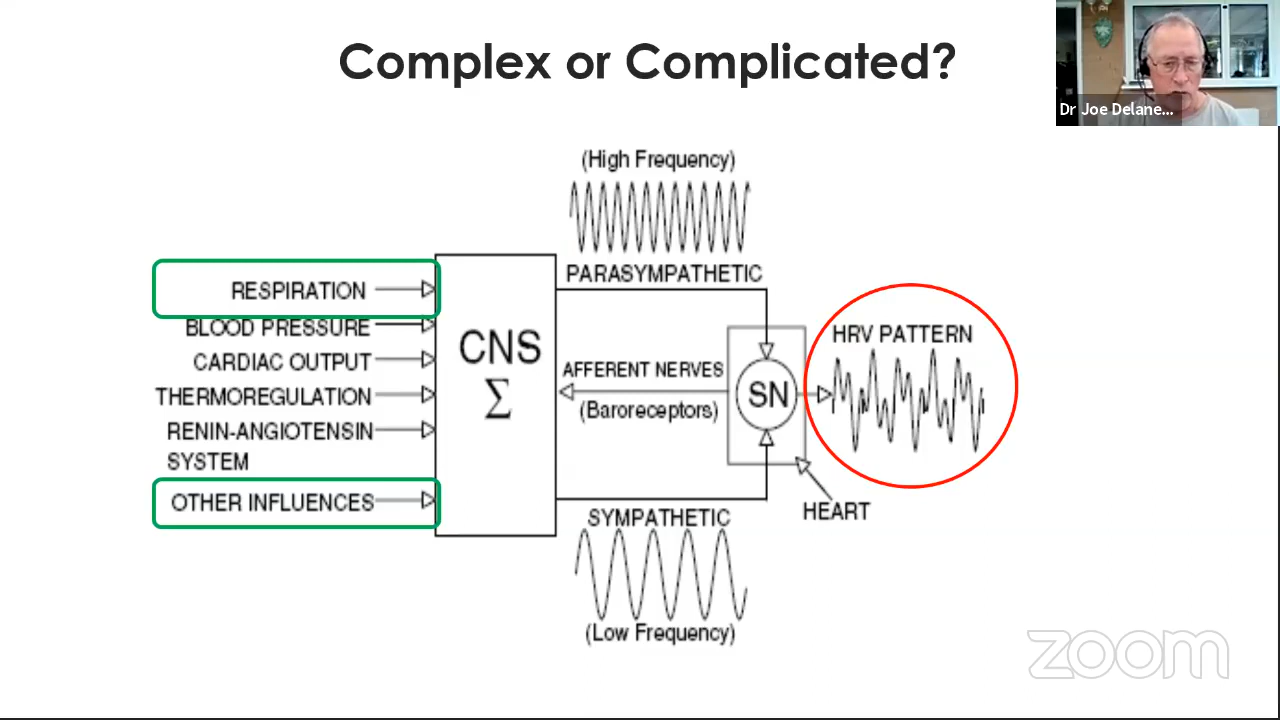 Complex or Complicated?
Dr Joe Delane...
(High Frequency)
PARASYMPATHETIC
RESPIRATION
BLOOD PRESSURE
CARDIAC OUTPUT
THERMOREGULATION
RENIN-ANGIOTENSIN
SYSTEM
OTHER INFLUENCES
CNS
Σ
AFFERENT NERVES
(Baroreceptors)
SN
HRV PATTERN
HEART
SYMPATHETIC
(Low Frequency)
zoom